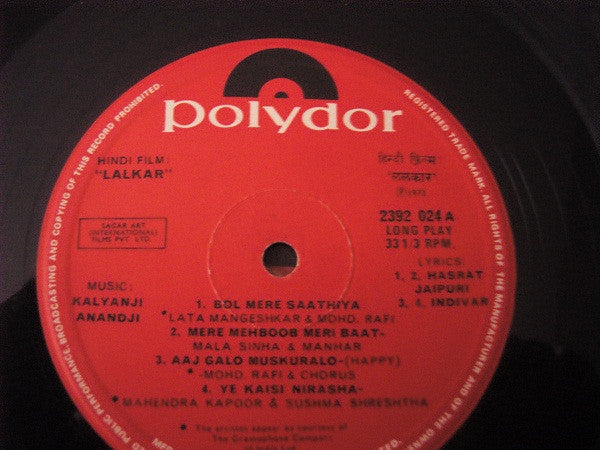 polydor
HINDI FILM:
"LALKAR"
हिन्दी फ़िल्म:
"ललकार"
SAGAR ART
(INTERNATIONAL)
FILMS PVT. LTD.
2392 024 A
LONG PLAY
33 1/3 RPM.
MUSIC:
KALYANJI
ANANDJI
LYRICS:
1, 2. HASRAT
JAIPURI
3, 4. INDIVAR
1. BOL MERE SAATHIYA
*LATA MANGESHKAR & MOHD. RAFI
2. MERE MEHBOOB MERI BAAT-
MALA SINHA & MANHAR
3. AAJ GALO MUSKURALO-(HAPPY)
* -MOHD. RAFI & CHORUS
4. YE KAISI NIRASHA-
*MAHENDRA KAPOOR & SUSHMA SHRESHTHA
* The artistes appear by courtesy of
The Gramophone Company
PUBLIC PERFORMANCE BROADCASTING AND COPYING OF THIS RECORD PROHIBITED.
REGISTERED TRADE MARK. ALL RIGHTS OF THE MANUFACTURER AND OF THE OWNER